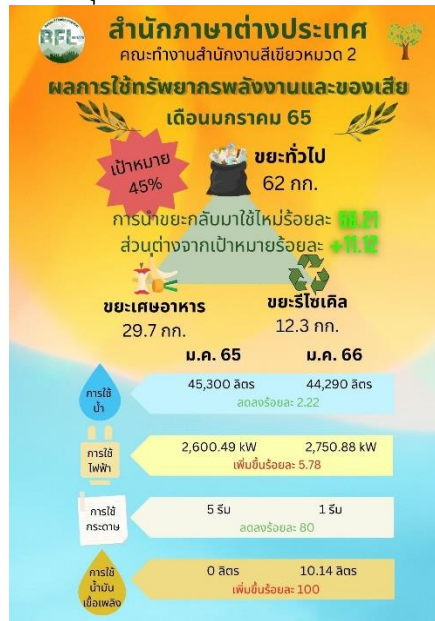 RFL
สำนักภาษาต่างประเทศ
คณะทำงานสำนักงานสีเขียวหมวด 2
ผลการใช้ทรัพยากรพลังงานและของเสีย
เดือนมกราคม 65
เป้าหมาย
45%
ขยะทั่วไป
62 กก.
การนำขยะกลับมาใช้ใหม่ร้อยละ 56.21
ส่วนต่างจากเป้าหมายร้อยละ +11.12
ขยะเศษอาหาร
29.7 กก.
ขยะรีไซเคิล
12.3 กก.
ม.ค. 65 ม.ค. 66
การใช้
น้ำ
45,300 ลิตร 44,290 ลิตร
ลดลงร้อยละ 2.22
การใช้
ไฟฟ้า
2,600.49 kW 2,750.88 kW
เพิ่มขึ้นร้อยละ 5.78
การใช้
กระดาษ
5 รีม 1 รีม
ลดลงร้อยละ 80
การใช้
น้ำมัน
เชื้อเพลิง
0 ลิตร 10.14 ลิตร
เพิ่มขึ้นร้อยละ 100